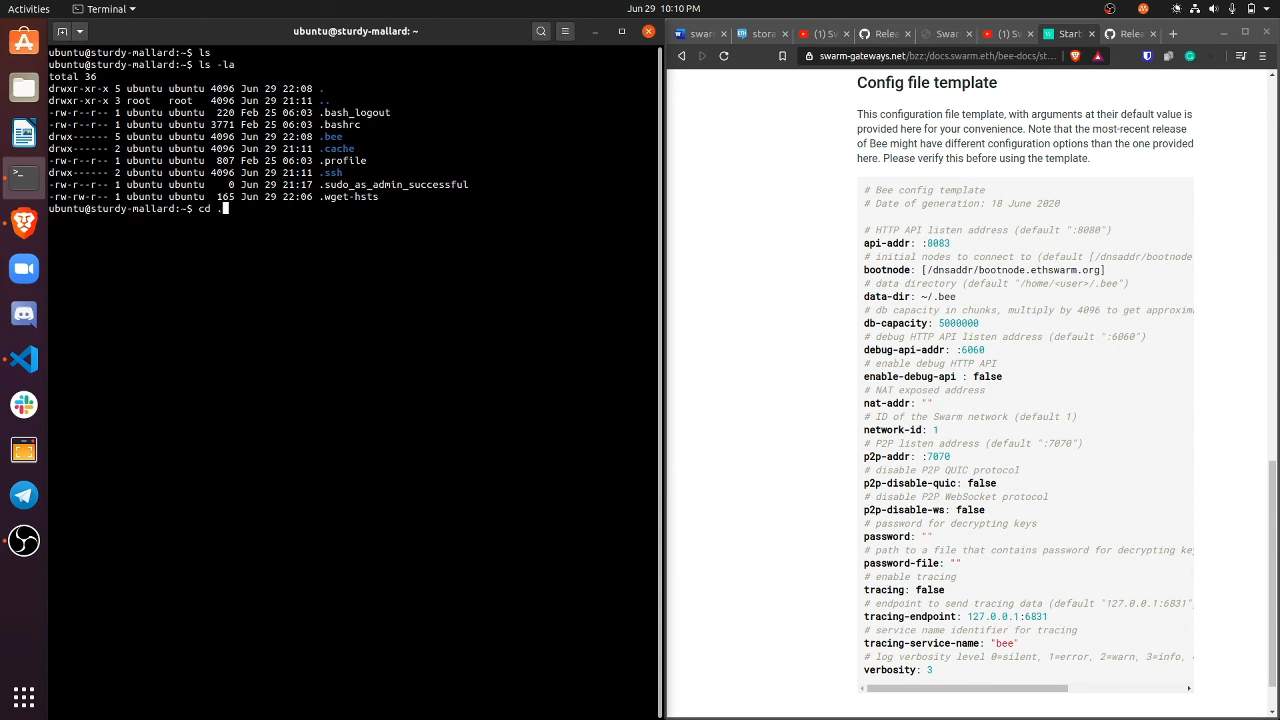 Activities
Terminal
Jun 29 10:10 PM
ubuntu@sturdy-mallard: ~
ubuntu@sturdy-mallard:~$ ls
ubuntu@sturdy-mallard:~$ ls -la
total 36
drwxr-xr-x 5 ubuntu ubuntu 4096 Jun 29 22:08 .
drwxr-xr-x 3 root   root   4096 Jun 29 21:11 ..
-rw-r--r-- 1 ubuntu ubuntu  220 Feb 25 06:03 .bash_logout
-rw-r--r-- 1 ubuntu ubuntu 3771 Feb 25 06:03 .bashrc
drwx------ 5 ubuntu ubuntu 4096 Jun 29 22:08 .bee
drwx------ 2 ubuntu ubuntu 4096 Jun 29 21:11 .cache
-rw-r--r-- 1 ubuntu ubuntu  807 Feb 25 06:03 .profile
drwx------ 2 ubuntu ubuntu 4096 Jun 29 21:11 .ssh
-rw-r--r-- 1 ubuntu ubuntu    0 Jun 29 21:17 .sudo_as_admin_successful
-rw-rw-r-- 1 ubuntu ubuntu  165 Jun 29 22:06 .wget-hsts
ubuntu@sturdy-mallard:~$ cd .
swarm
stora
(1) Sw
Relea
Swarm
(1) Sw
Start
Relea
swarm-gateways.net/bzz:/docs.swarm.eth/bee-docs/st...
Config file template
This configuration file template, with arguments at their default value is
provided here for your convenience. Note that the most-recent release
of Bee might have different configuration options than the one provided
here. Please verify this before using the template.
# Bee config template
# Date of generation: 18 June 2020
# HTTP API listen address (default ":8080")
api-addr: :8083
# initial nodes to connect to (default [/dnsaddr/bootnode
bootnode: [/dnsaddr/bootnode.ethswarm.org]
# data directory (default "/home/<user>/.bee")
data-dir: ~/.bee
# db capacity in chunks, multiply by 4096 to get approxim
db-capacity: 5000000
# debug HTTP API listen address (default ":6060")
debug-api-addr: :6060
# enable debug HTTP API
enable-debug-api : false
# NAT exposed address
nat-addr: ""
# ID of the Swarm network (default 1)
network-id: 1
# P2P listen address (default ":7070")
p2p-addr: :7070
# disable P2P QUIC protocol
p2p-disable-quic: false
# disable P2P WebSocket protocol
p2p-disable-ws: false
# password for decrypting keys
password: ""
# path to a file that contains password for decrypting key
password-file: ""
# enable tracing
tracing: false
# endpoint to send tracing data (default "127.0.0.1:6831"
tracing-endpoint: 127.0.0.1:6831
# service name identifier for tracing
tracing-service-name: "bee"
# log verbosity level 0=silent, 1=error, 2=warn, 3=info,
verbosity: 3